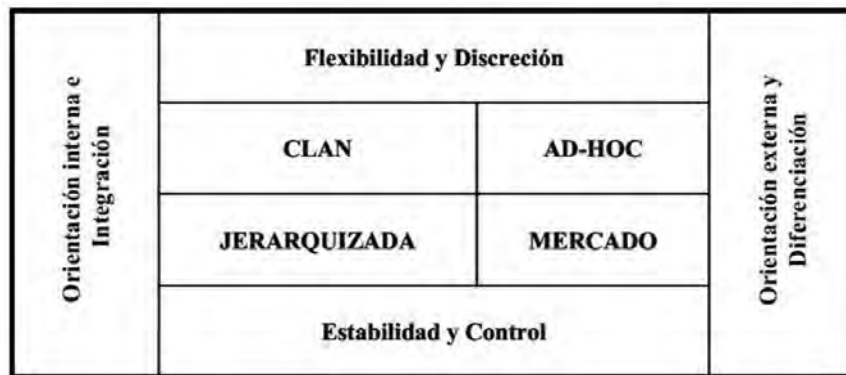 Orientación interna e
Integración
Flexibilidad y Discreción
CLAN
AD-HOC
JERARQUIZADA
MERCADO
Estabilidad y Control
Orientación externa y
Diferenciación